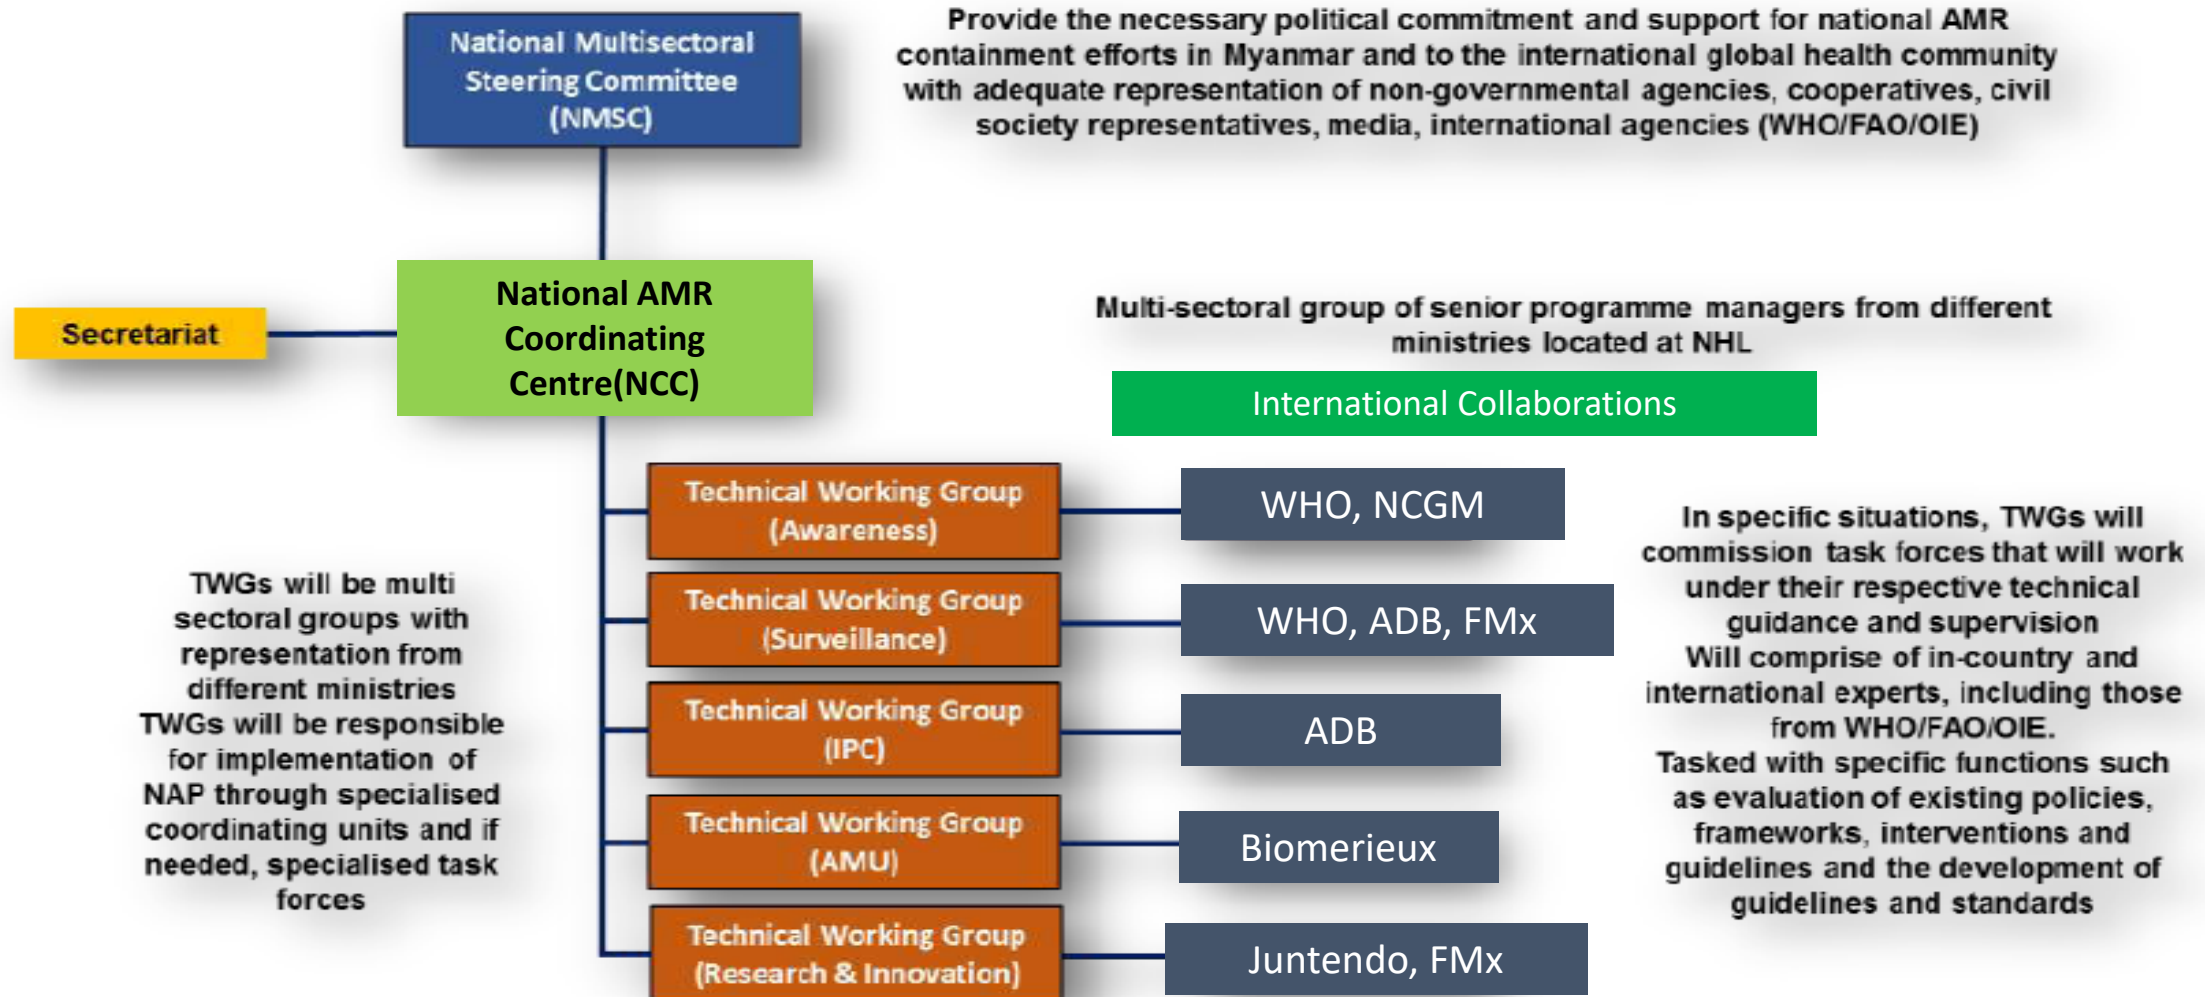 National Multisectoral
Steering Committee
(NMSC)
Provide the necessary political commitment and support for national AMR
containment efforts in Myanmar and to the international global health community
with adequate representation of non-governmental agencies, cooperatives, civil
society representatives, media, international agencies (WHO/FAO/OIE)
Secretariat
National AMR
Coordinating
Centre(NCC)
Multi-sectoral group of senior programme managers from different
ministries located at NHL
International Collaborations
TWGs will be multi
sectoral groups with
representation from
different ministries
TWGs will be responsible
for implementation of
NAP through specialised
coordinating units and if
needed, specialised task
forces
Technical Working Group
(Awareness)
WHO, NCGM
Technical Working Group
(Surveillance)
WHO, ADB, FMx
Technical Working Group
(IPC)
ADB
Technical Working Group
(AMU)
Biomerieux
Technical Working Group
(Research & Innovation)
Juntendo, FMx
In specific situations, TWGs will
commission task forces that will work
under their respective technical
guidance and supervision
Will comprise of in-country and
international experts, including those
from WHO/FAO/OIE.
Tasked with specific functions such
as evaluation of existing policies,
frameworks, interventions and
guidelines and the development of
guidelines and standards